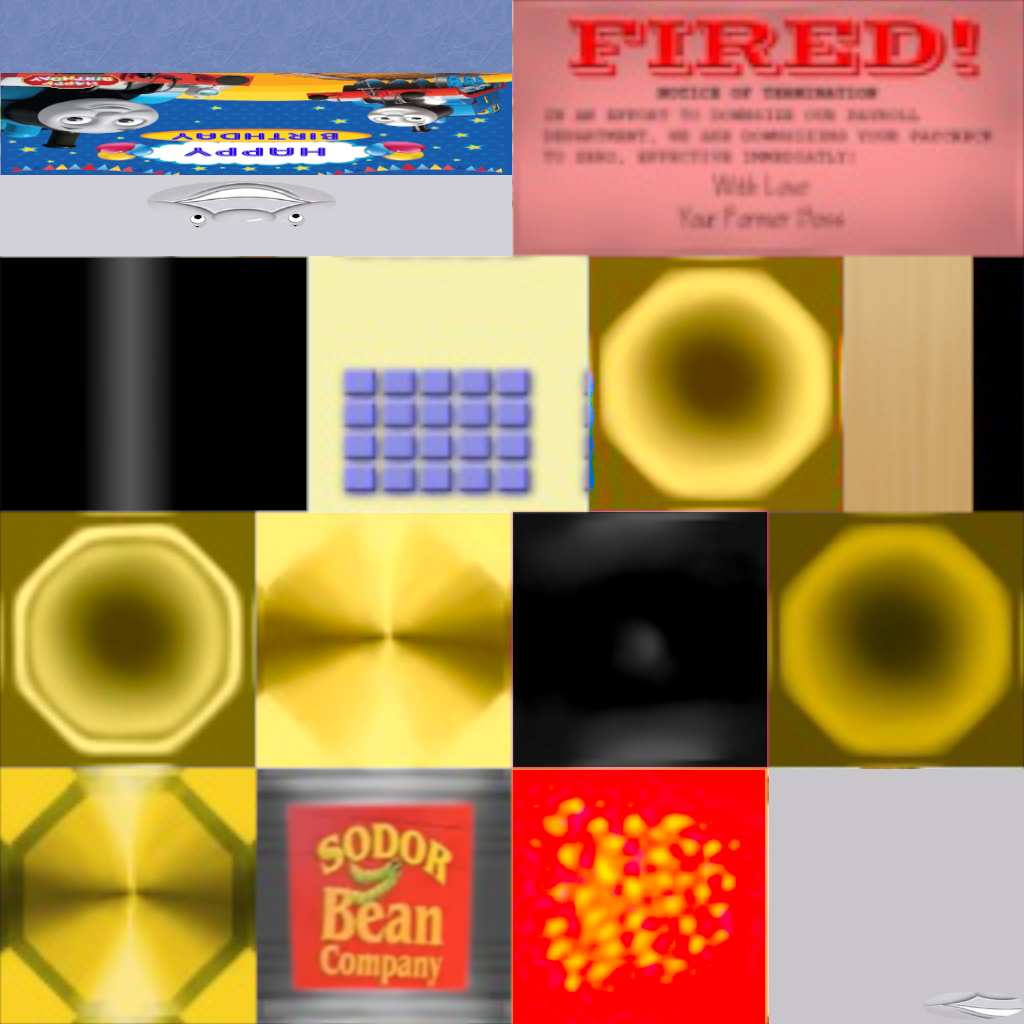 HAPPY
BIRTHDAY
HAPPY
BIRTHDAY
FIRED!
NOTICE OF TERMINATION
IN AN EFFORT TO DOWNSIZE OUR PAYROLL
DEPARTMENT, WE ARE DOWNSIZING YOUR PAYCHECK
TO ZERO, EFFECTIVE IMMEDIATELY!
With Love
Your Former Boss
SODOR
Bean
Company